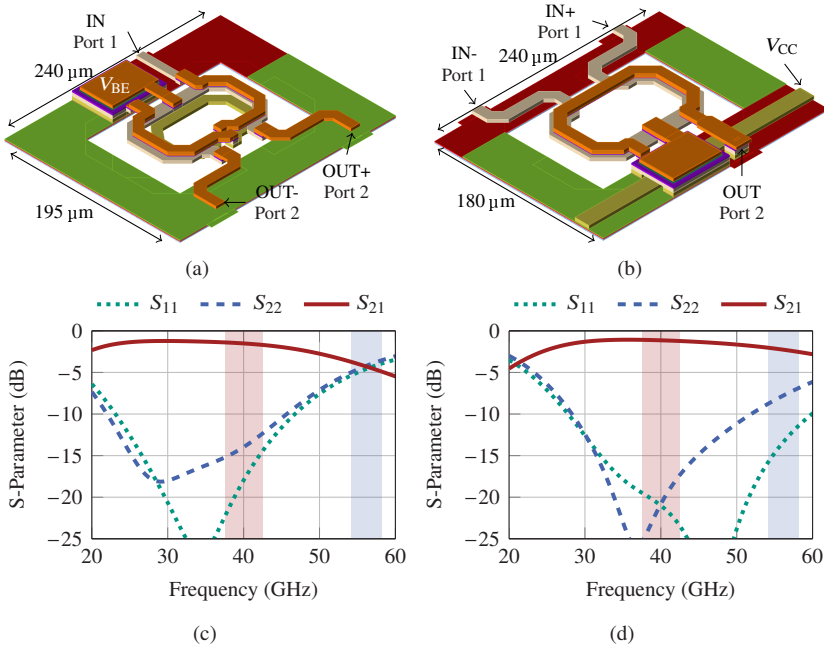 IN
Port 1
240 µm
V_BE
195 µm
OUT-
Port 2
OUT+
Port 2
(a)
IN+
Port 1
IN-
Port 1
240 µm
V_CC
180 µm
OUT
Port 2
(b)
S11 S22 S21
S-Parameter (dB)
0
−5
−10
−15
−20
−25
20 30 40 50 60
Frequency (GHz)
(c)
S11 S22 S21
S-Parameter (dB)
0
−5
−10
−15
−20
−25
20 30 40 50 60
Frequency (GHz)
(d)